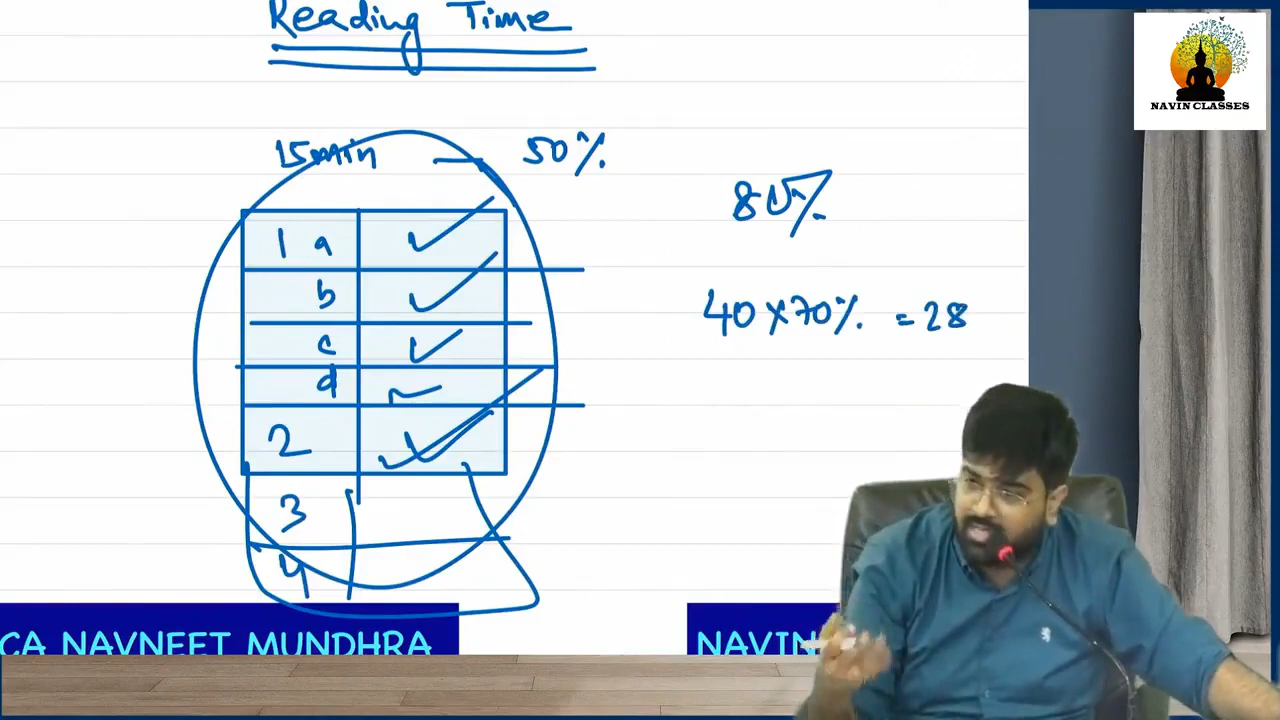 Reading Time
NAVIN CLASSES
15min — 50%
80%
1 a ✓
b ✓
40 x 70% = 28
c ✓
d ✓
2 ✓
3
4
CA NAVNEET MUNDHRA
NAVIN